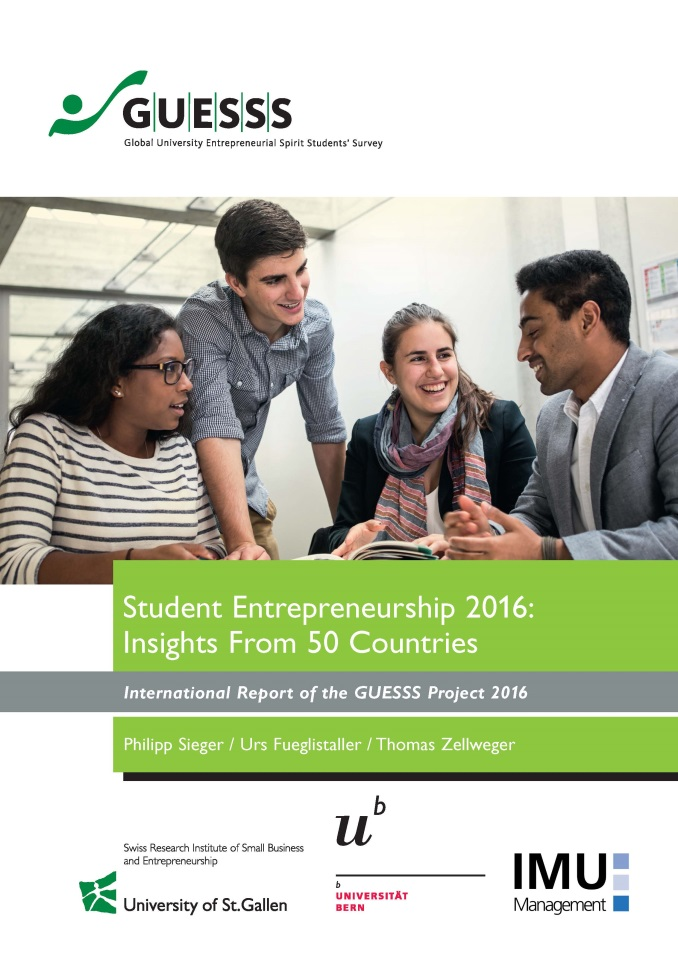 GUESSS
Global University Entrepreneurial Spirit Students' Survey
Student Entrepreneurship 2016:
Insights From 50 Countries
International Report of the GUESSS Project 2016
Philipp Sieger / Urs Fueglistaller / Thomas Zellweger
Swiss Research Institute of Small Business
and Entrepreneurship
University of St.Gallen
u^b
b
UNIVERSITÄT
BERN
IMU
Management